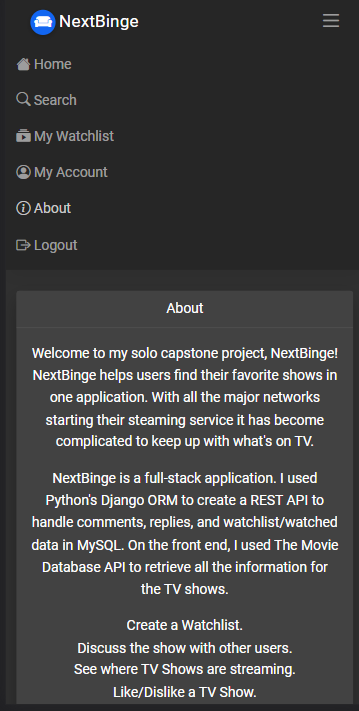 NextBinge
Home
Search
My Watchlist
My Account
About
Logout
About
Welcome to my solo capstone project, NextBinge!
NextBinge helps users find their favorite shows in
one application. With all the major networks
starting their steaming service it has become
complicated to keep up with what's on TV.
NextBinge is a full-stack application. I used
Python's Django ORM to create a REST API to
handle comments, replies, and watchlist/watched
data in MySQL. On the front end, I used The Movie
Database API to retrieve all the information for
the TV shows.
Create a Watchlist.
Discuss the show with other users.
See where TV Shows are streaming.
Like/Dislike a TV Show.